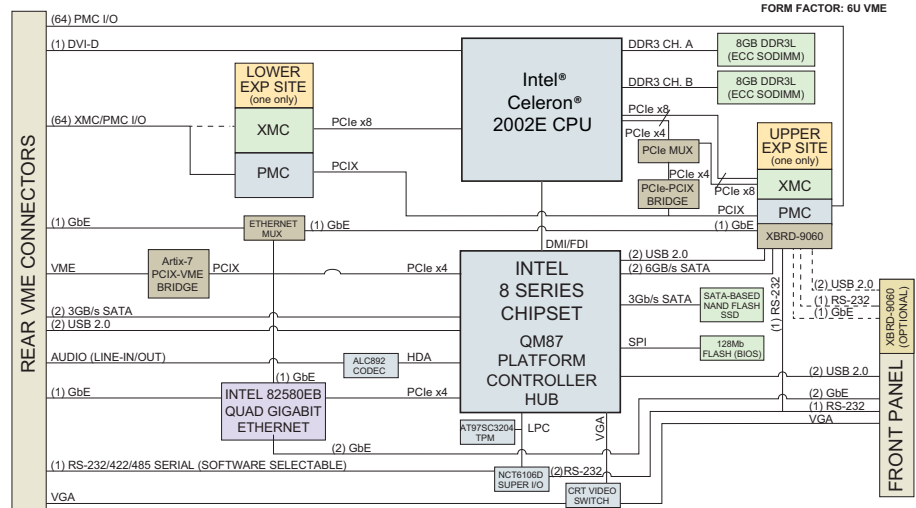 FORM FACTOR: 6U VME
(64) PMC I/O
(1) DVI-D
DDR3 CH. A
8GB DDR3L
(ECC SODIMM)
Intel®
Celeron®
2002E CPU
DDR3 CH. B
8GB DDR3L
(ECC SODIMM)
LOWER
EXP SITE
(one only)
XMC
PMC
(64) XMC/PMC I/O
PCIe x8
PCIX
PCIe x8
PCIe x4
PCIe MUX
PCIe x4
PCIe x4
PCIe x8
PCIe-PCIX
BRIDGE
PCIX
UPPER
EXP SITE
(one only)
XMC
PMC
XBRD-9060
REAR VME CONNECTORS
(1) GbE
ETHERNET
MUX
(1) GbE
(1) GbE
DMI/FDI
VME
Artix-7
PCIX-VME
BRIDGE
PCIX
PCIe x4
INTEL
8 SERIES
CHIPSET
QM87
PLATFORM
CONTROLLER
HUB
(2) USB 2.0
(2) 6GB/s SATA
3Gb/s SATA
SATA-BASED
NAND FLASH
SSD
(1) RS-232
(2) USB 2.0
(1) RS-232
(1) GbE
XBRD-9060
(OPTIONAL)
(2) 3GB/s SATA
(2) USB 2.0
SPI
128Mb
FLASH (BIOS)
AUDIO (LINE-IN/OUT)
ALC892
CODEC
HDA
(1) GbE
(1) GbE
INTEL 82580EB
QUAD GIGABIT
ETHERNET
PCIe x4
(2) USB 2.0
(2) GbE
(1) RS-232
VGA
FRONT PANEL
AT97SC3204
TPM
LPC
VGA
(2) GbE
(1) RS-232/422/485 SERIAL (SOFTWARE SELECTABLE)
NCT6106D
SUPER I/O
(2)RS-232
CRT VIDEO
SWITCH
VGA